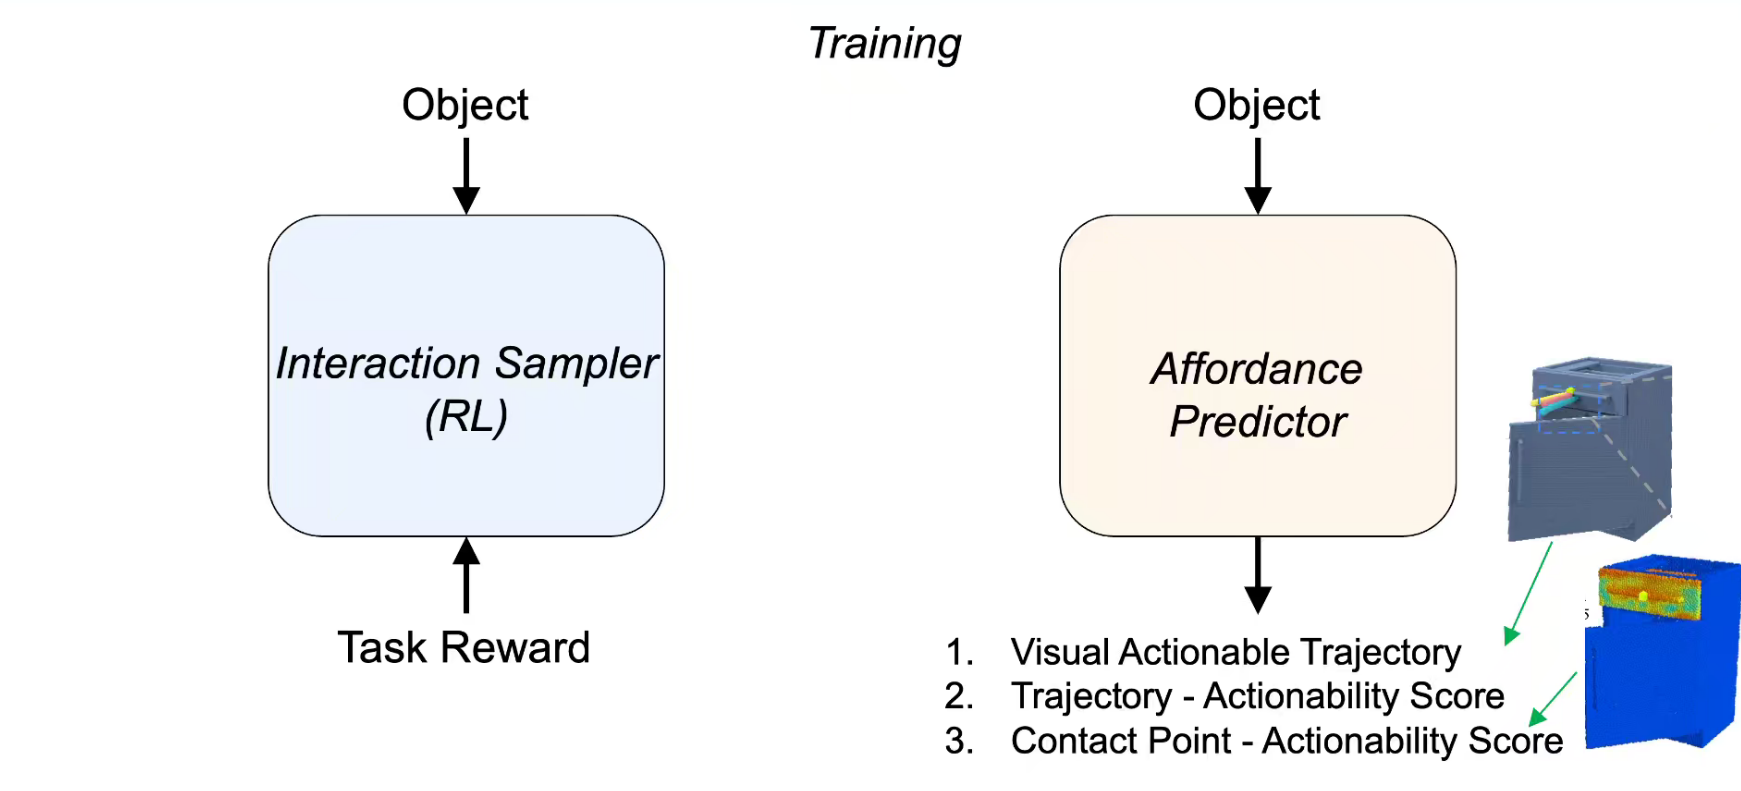 Training
Object
Object
Interaction Sampler
(RL)
Affordance
Predictor
Task Reward
1. Visual Actionable Trajectory
2. Trajectory - Actionability Score
3. Contact Point - Actionability Score
5